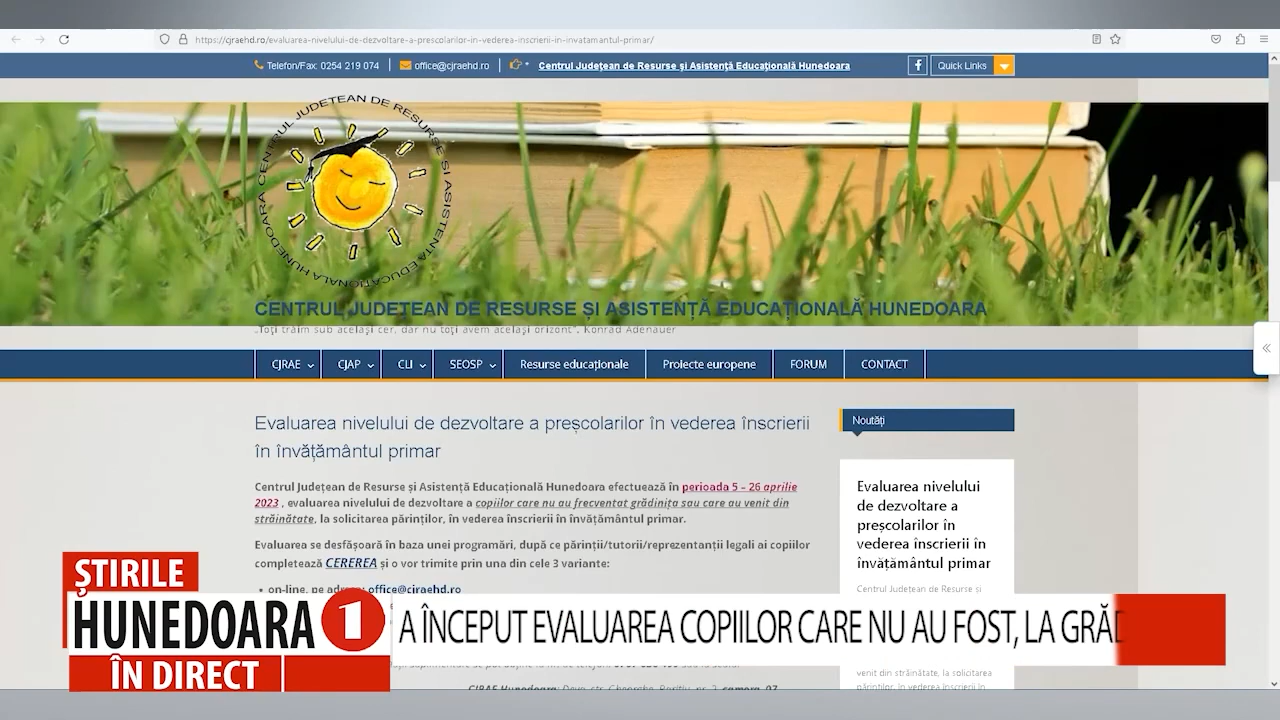 https://cjraehd.ro/evaluarea-nivelului-de-dezvoltare-a-prescolarilor-in-vederea-inscrierii-in-invatamantul-primar/
Telefon/Fax: 0254 219 074
office@cjraehd.ro
Centrul Județean de Resurse și Asistență Educațională Hunedoara
Quick Links
CENTRUL JUDETEAN DE RESURSE SI ASISTENTA EDUCATIONALA HUNEDOARA
CENTRUL JUDEȚEAN DE RESURSE ȘI ASISTENȚĂ EDUCAȚIONALĂ HUNEDOARA
„Toți trăim sub același cer, dar nu toți avem același orizont”, Konrad Adenauer
CJRAE CJAP CLI SEOSP Resurse educaționale Proiecte europene FORUM CONTACT
Evaluarea nivelului de dezvoltare a preșcolarilor în vederea înscrierii
în învățământul primar
Centrul Județean de Resurse și Asistență Educațională Hunedoara efectuează în perioada 5 – 26 aprilie
2023 , evaluarea nivelului de dezvoltare a copiilor care nu au frecventat grădinița sau care au venit din
străinătate, la solicitarea părinților, în vederea înscrierii în învățământul primar.
Evaluarea se desfășoară în baza unei programări, după ce părinții/tutorii/reprezentanții legali ai copiilor
completează CEREREA și o vor trimite prin una din cele 3 variante:
• on-line, pe adresa: office@cjraehd.ro
Noutăți
Evaluarea nivelului
de dezvoltare a
preșcolarilor în
vederea înscrierii în
învățământul primar
Centrul Județean de Resurse și
venit din străinătate, la solicitarea
părinților, în vederea înscrierii în
ȘTIRILE
HUNEDOARA 1
ÎN DIRECT
A ÎNCEPUT EVALUAREA COPIILOR CARE NU AU FOST, LA GRĂD